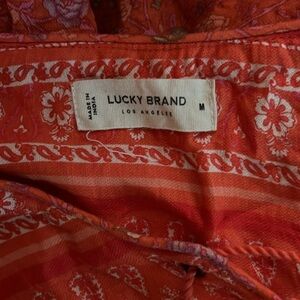 MADE IN
INDIA
LUCKY BRAND
LOS ANGELES
M